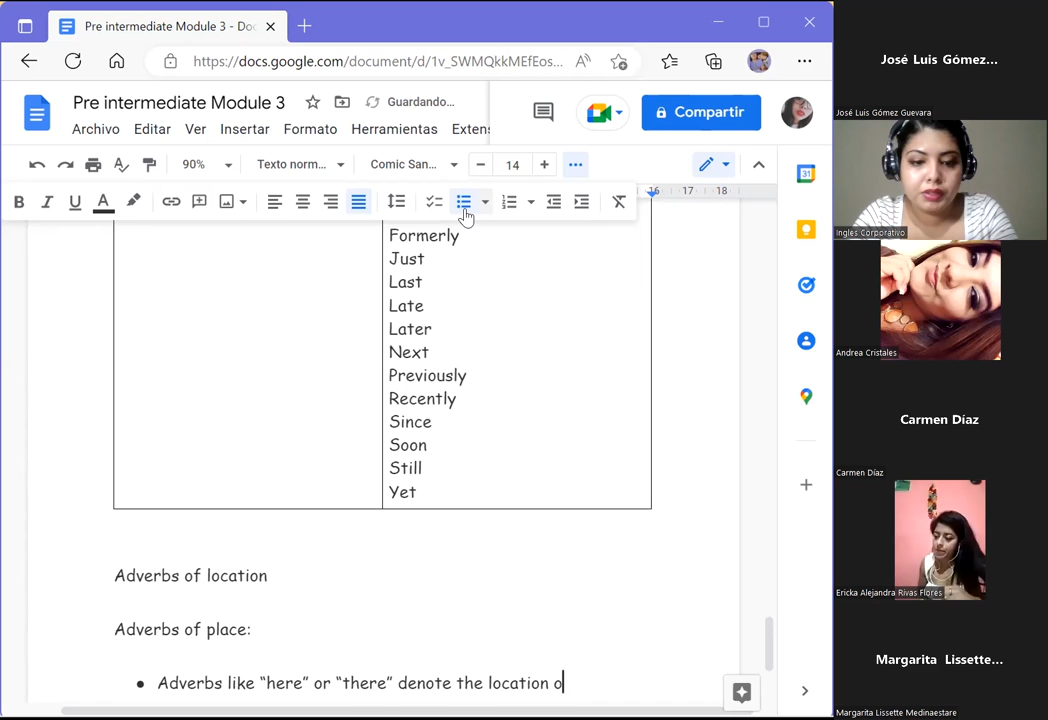 Pre intermediate Module 3 - Doc
https://docs.google.com/document/d/1v_SWMQkkMEfEos...
Pre intermediate Module 3
Guardando...
Compartir
Archivo Editar Ver Insertar Formato Herramientas Extens
90% Texto norm... Comic San... 14
16 17 18
Formerly
Just
Last
Late
Later
Next
Previously
Recently
Since
Soon
Still
Yet
Adverbs of location
Adverbs of place:
• Adverbs like “here” or “there” denote the location o
José Luis Gómez...
José Luis Gómez Guevara
Ingles Corporativo
Andrea Cristales
Carmen Díaz
Carmen Díaz
Ericka Alejandra Rivas Flores
Margarita Lissette...
Margarita Lissette Medinaestare